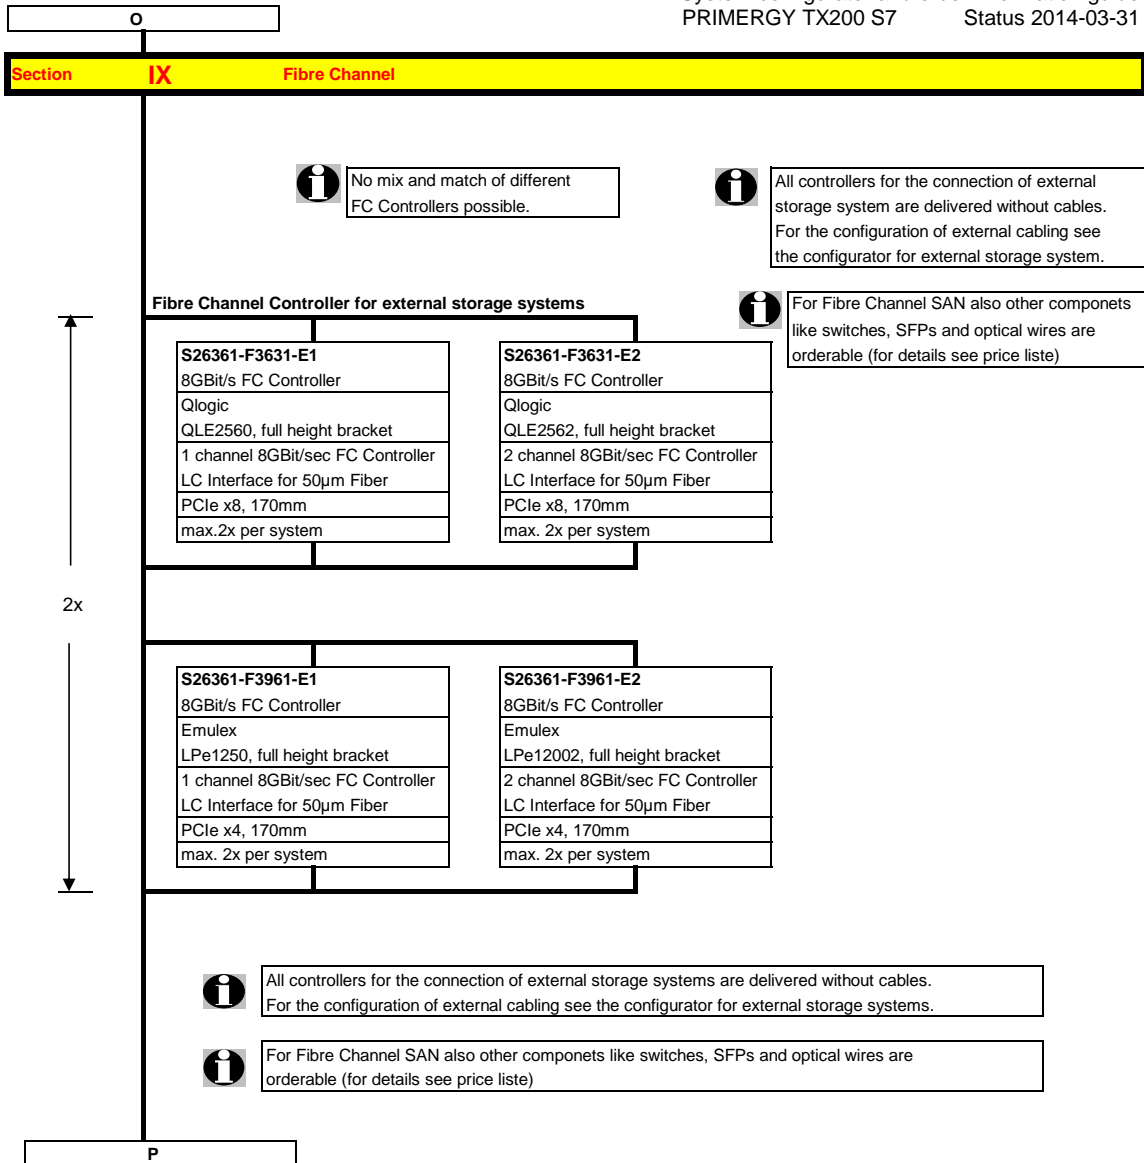 O
PRIMERGY TX200 S7 Status 2014-03-31
Section IX Fibre Channel
No mix and match of different
FC Controllers possible.
All controllers for the connection of external
storage system are delivered without cables.
For the configuration of external cabling see
the configurator for external storage system.
For Fibre Channel SAN also other componets
like switches, SFPs and optical wires are
orderable (for details see price liste)
Fibre Channel Controller for external storage systems
S26361-F3631-E1
8GBit/s FC Controller
Qlogic
QLE2560, full height bracket
1 channel 8GBit/sec FC Controller
LC Interface for 50µm Fiber
PCIe x8, 170mm
max.2x per system
S26361-F3631-E2
8GBit/s FC Controller
Qlogic
QLE2562, full height bracket
2 channel 8GBit/sec FC Controller
LC Interface for 50µm Fiber
PCIe x8, 170mm
max. 2x per system
2x
S26361-F3961-E1
8GBit/s FC Controller
Emulex
LPe1250, full height bracket
1 channel 8GBit/sec FC Controller
LC Interface for 50µm Fiber
PCIe x4, 170mm
max. 2x per system
S26361-F3961-E2
8GBit/s FC Controller
Emulex
LPe12002, full height bracket
2 channel 8GBit/sec FC Controller
LC Interface for 50µm Fiber
PCIe x4, 170mm
max. 2x per system
All controllers for the connection of external storage systems are delivered without cables.
For the configuration of external cabling see the configurator for external storage systems.
For Fibre Channel SAN also other componets like switches, SFPs and optical wires are
orderable (for details see price liste)
P